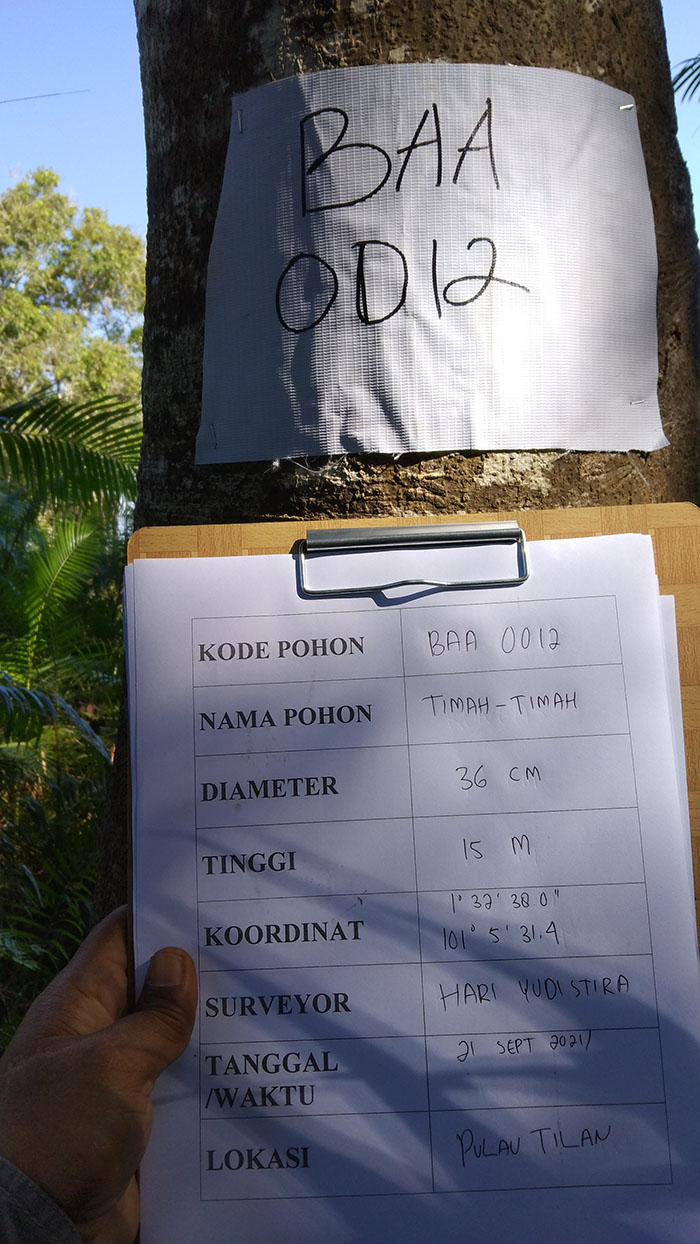 BAA
0012
KODE POHON BAA 0012
NAMA POHON TIMAH-TIMAH
DIAMETER 36 CM
TINGGI 15 M
KOORDINAT 1° 32' 38.0"
101° 5' 31.4
SURVEYOR HARI YUDISTIRA
TANGGAL 21 SEPT 2021/
/WAKTU
LOKASI PULAU TILAN